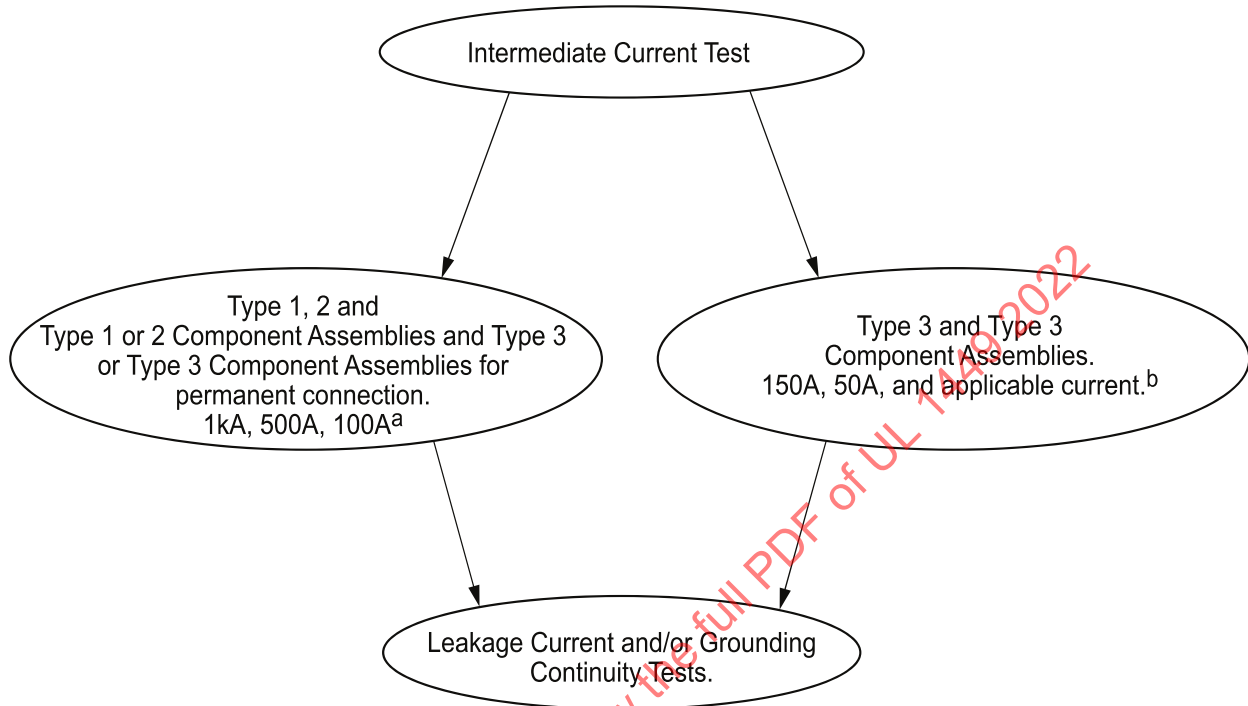 Intermediate Current Test
Type 1, 2 and
Type 1 or 2 Component Assemblies and Type 3
or Type 3 Component Assemblies for
permanent connection.
1kA, 500A, 100Aa
Type 3 and Type 3
Component Assemblies.
150A, 50A, and applicable current.b
Leakage Current and/or Grounding
Continuity Tests.
the full PDF of UL 1449 2022